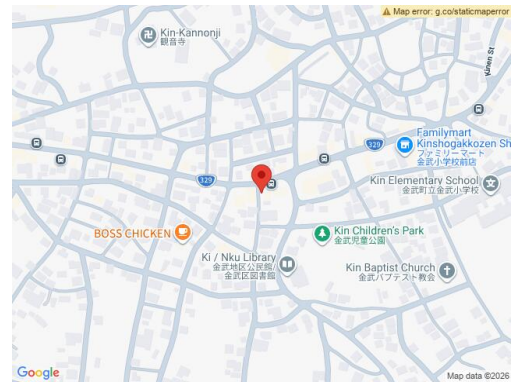 Map error: g.co/staticmaperror
Kin-Kannonji
観音寺
Kinen St
329
Familymart
Kinshogakkozen Sh
ファミリーマート
金武小学校前店
329
Kin Elementary School
金武町立金武小学校
BOSS CHICKEN
Kin Children's Park
金武児童公園
Ki / Nku Library
金武地区公民館/
金武区図書館
Kin Baptist Church
金武バプテスト教会
Google
Map data ©2026